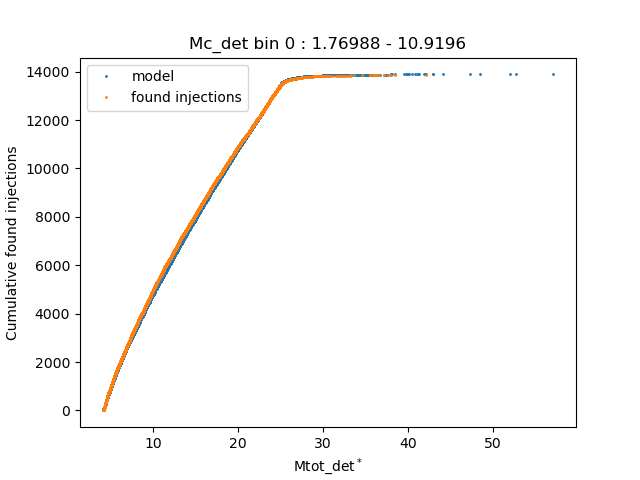 Mc_det bin 0 : 1.76988 - 10.9196
model
found injections
14000
12000
10000
8000
6000
4000
2000
0
Cumulative found injections
10 20 30 40 50
Mtot_det*